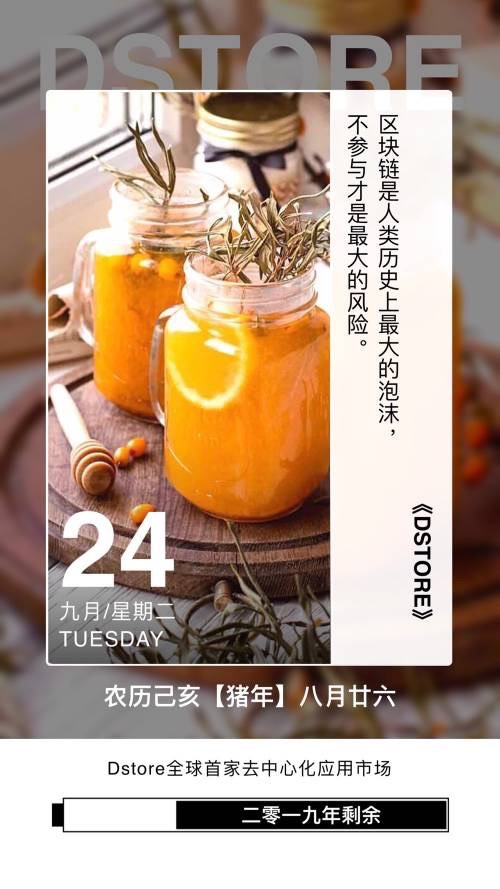 DSTORE
区块链是人类历史上最大的泡沫，
不参与才是最大的风险。
《DSTORE》
24
九月/星期二
TUESDAY
农历己亥【猪年】八月廿六
Dstore全球首家去中心化应用市场
二零一九年剩余